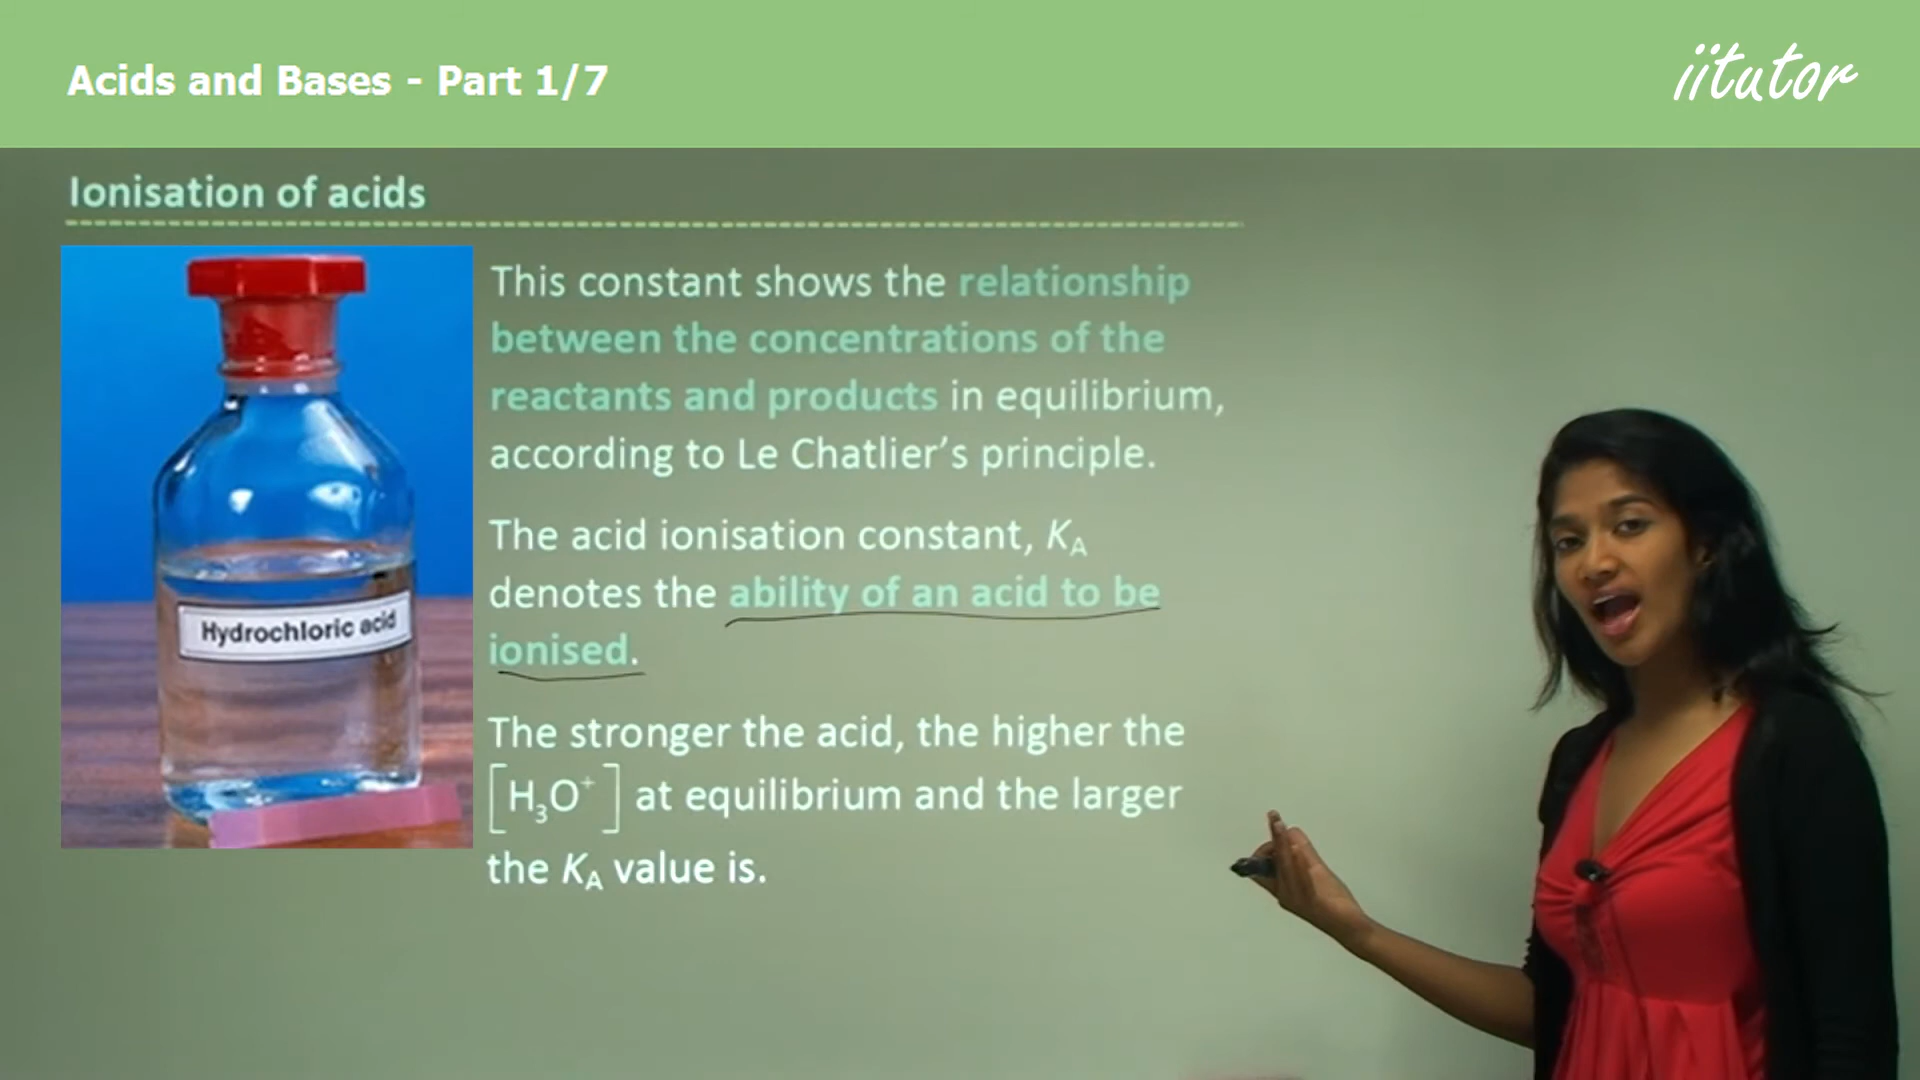 Acids and Bases - Part 1/7
iitutor
Ionisation of acids
This constant shows the relationship
between the concentrations of the
reactants and products in equilibrium,
according to Le Chatlier's principle.
The acid ionisation constant, KA
denotes the ability of an acid to be
ionised.
Hydrochloric acid
The stronger the acid, the higher the
[H₃O⁺] at equilibrium and the larger
the KA value is.